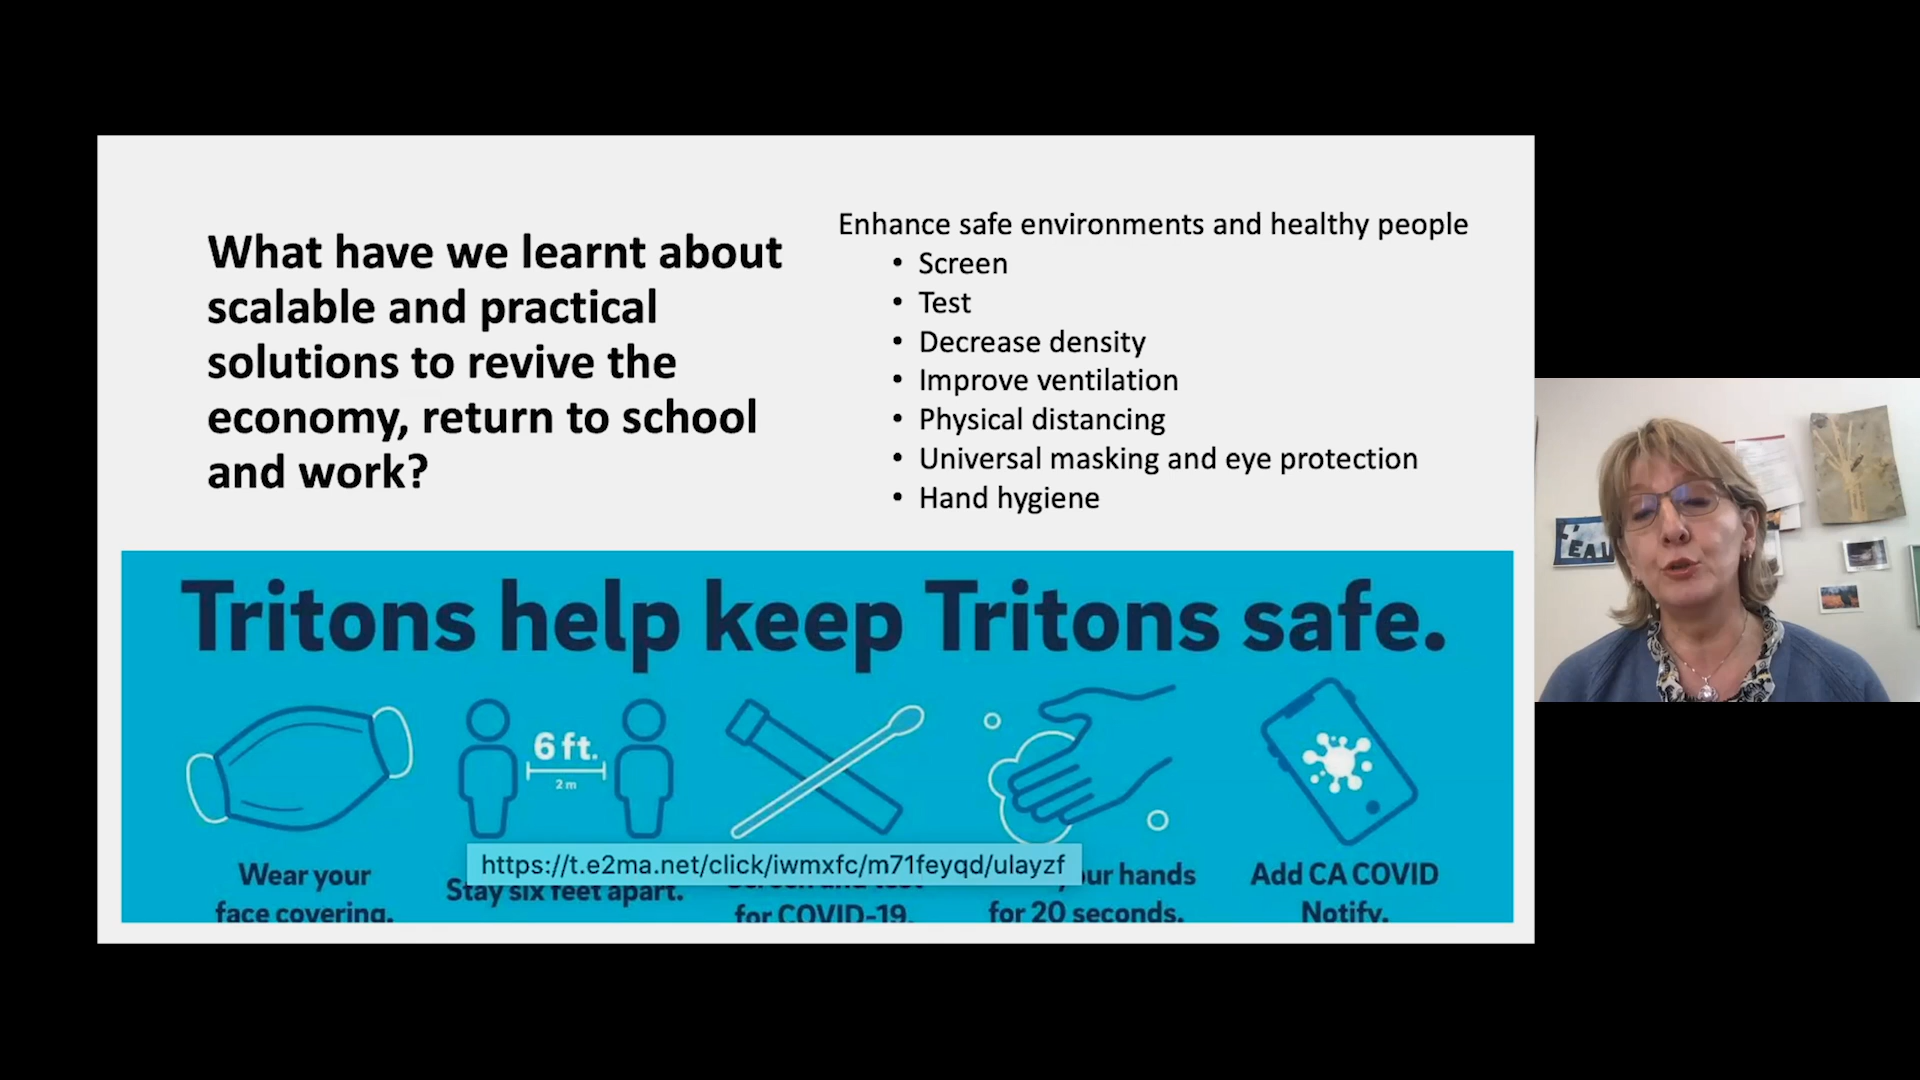 What have we learnt about
scalable and practical
solutions to revive the
economy, return to school
and work?
Enhance safe environments and healthy people
• Screen
• Test
• Decrease density
• Improve ventilation
• Physical distancing
• Universal masking and eye protection
• Hand hygiene
Tritons help keep Tritons safe.
6 ft.
2 m
Wear your
face covering.
Stay six feet apart.
https://t.e2ma.net/click/iwmxfc/m71feyqd/ulayzf
for COVID-19.
your hands
for 20 seconds.
Add CA COVID
Notify.